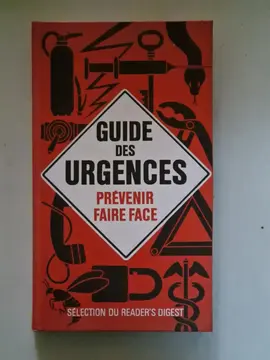 GUIDE
DES
URGENCES
PRÉVENIR
FAIRE FACE
SÉLECTION DU READER'S DIGEST